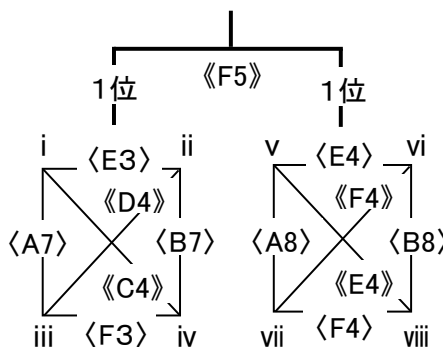 《F5》
1位 1位
i 〈E3〉 ii v 〈E4〉 vi
《D4》 《F4》
〈A7 〈B7〉 〈A8〉 〈B8〉
《C4》 《E4》
iii 〈F3〉 iv vii 〈F4〉 viii